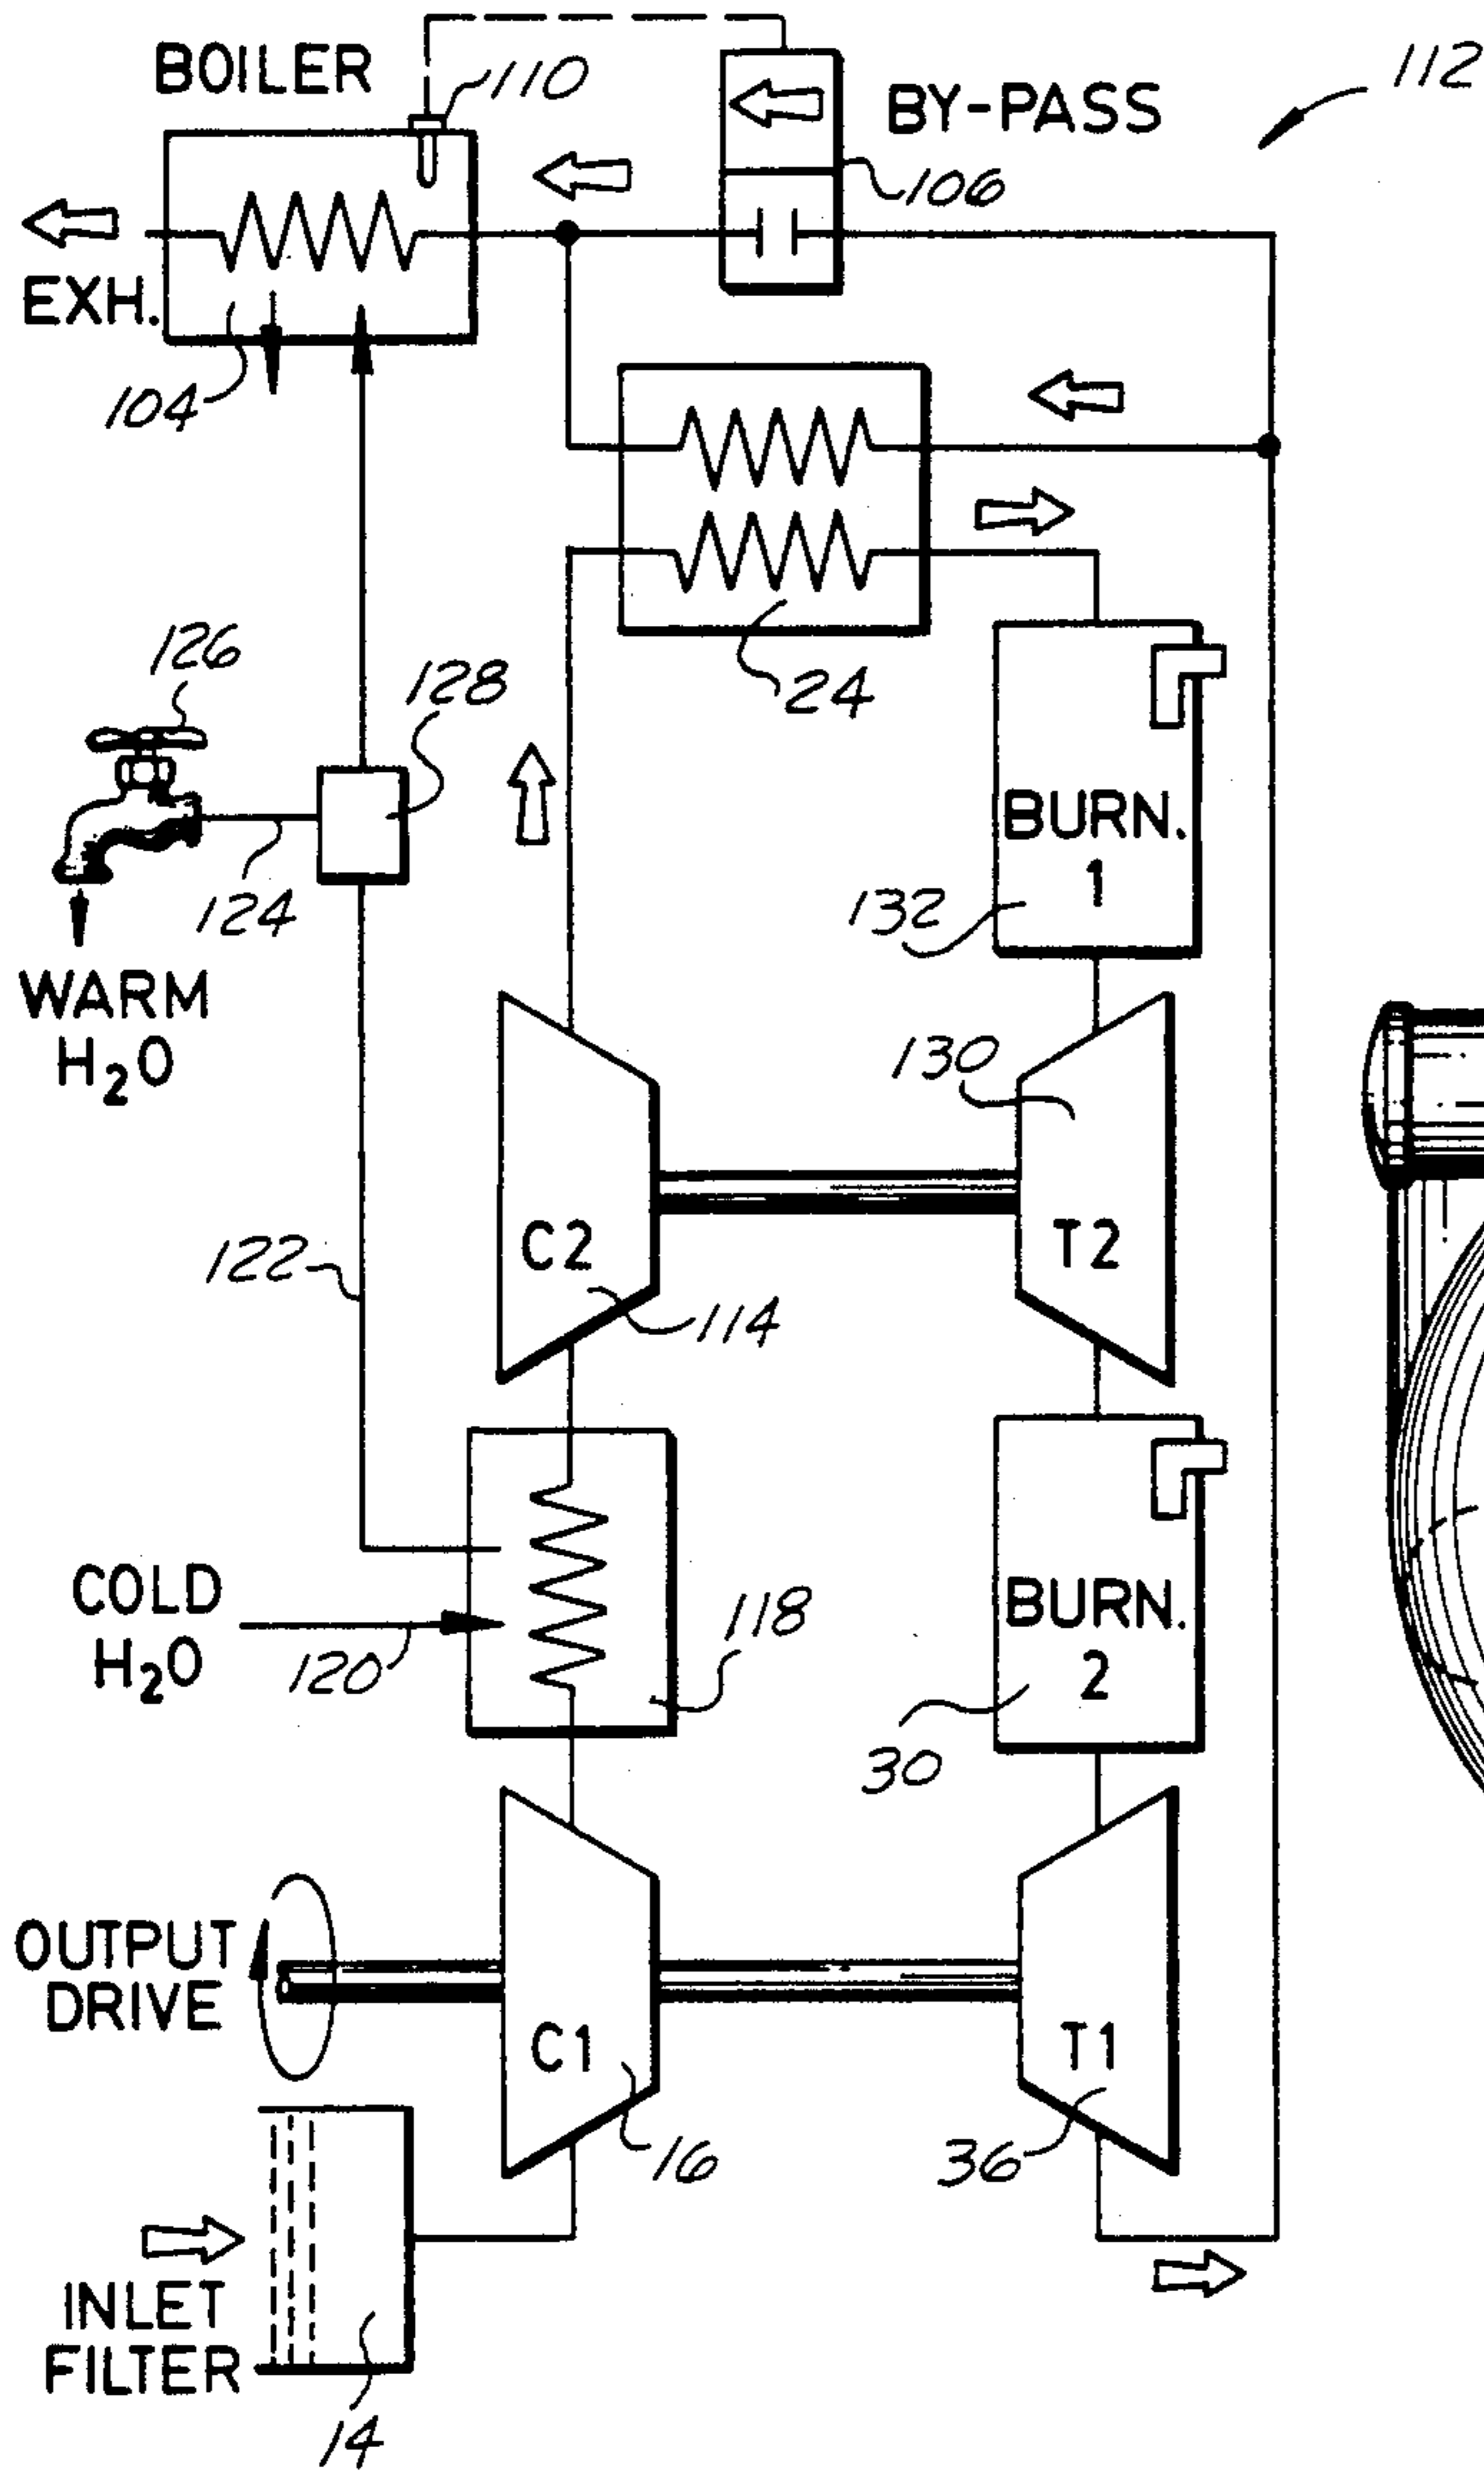 BOILER
110
BY-PASS
112
106
EXH.
104
24
126
128
BURN.
1
132
124
WARM
H₂O
130
C2
T2
122
114
COLD
H₂O
120
118
BURN.
2
30
OUTPUT
DRIVE
C1
T1
16
36
INLET
FILTER
14